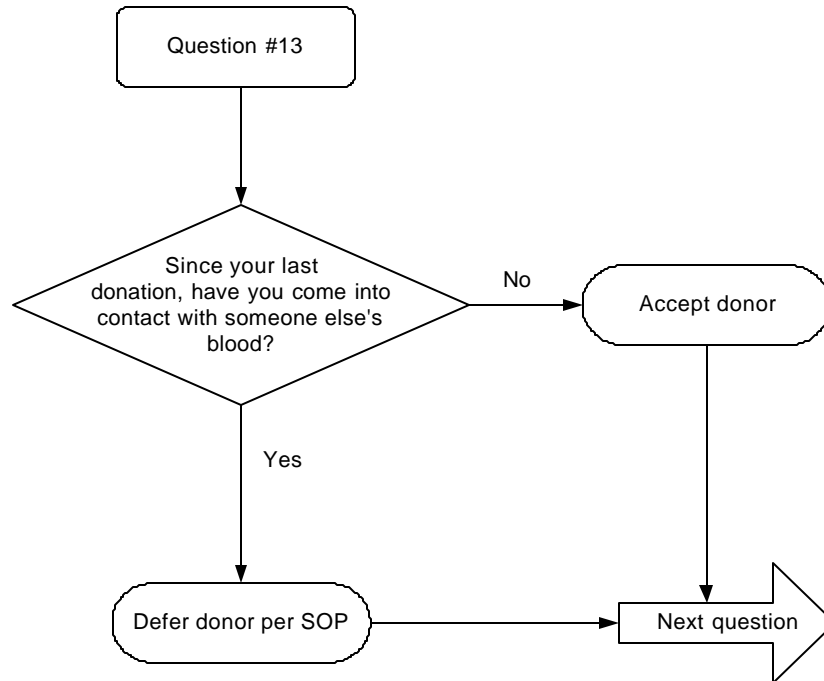 Question #13
Since your last
donation, have you come into
contact with someone else's
blood?
No
Accept donor
Yes
Defer donor per SOP
Next question